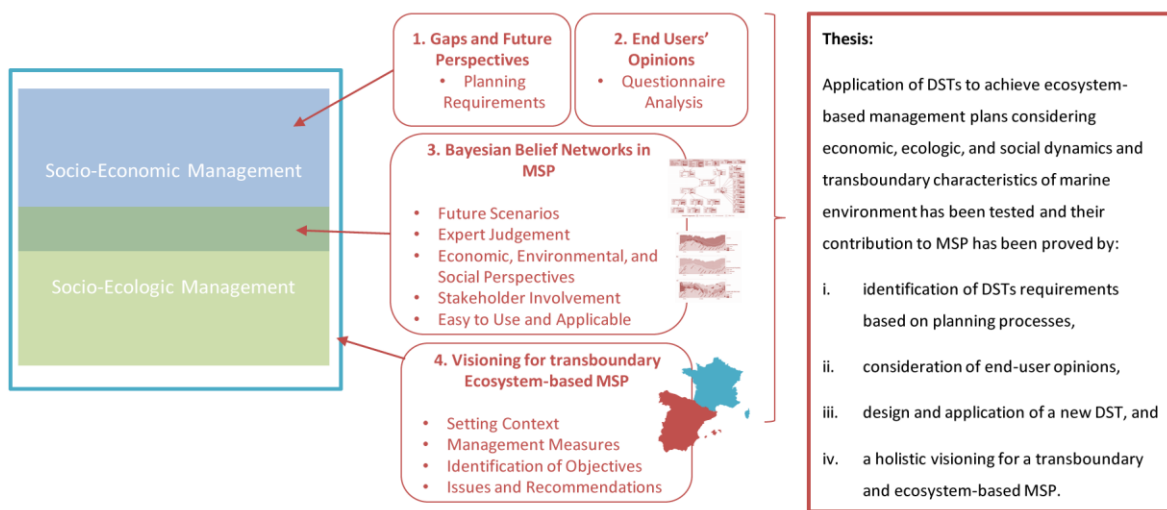 Socio-Economic Management
Socio-Ecologic Management
1. Gaps and Future
Perspectives
• Planning
Requirements
2. End Users'
Opinions
• Questionnaire
Analysis
3. Bayesian Belief Networks in
MSP
• Future Scenarios
• Expert Judgement
• Economic, Environmental, and
Social Perspectives
• Stakeholder Involvement
• Easy to Use and Applicable
4. Visioning for transboundary
Ecosystem-based MSP
• Setting Context
• Management Measures
• Identification of Objectives
• Issues and Recommendations
Thesis:
Application of DSTs to achieve ecosystem-
based management plans considering
economic, ecologic, and social dynamics and
transboundary characteristics of marine
environment has been tested and their
contribution to MSP has been proved by:
i. identification of DSTs requirements
based on planning processes,
ii. consideration of end-user opinions,
iii. design and application of a new DST, and
iv. a holistic visioning for a transboundary
and ecosystem-based MSP.